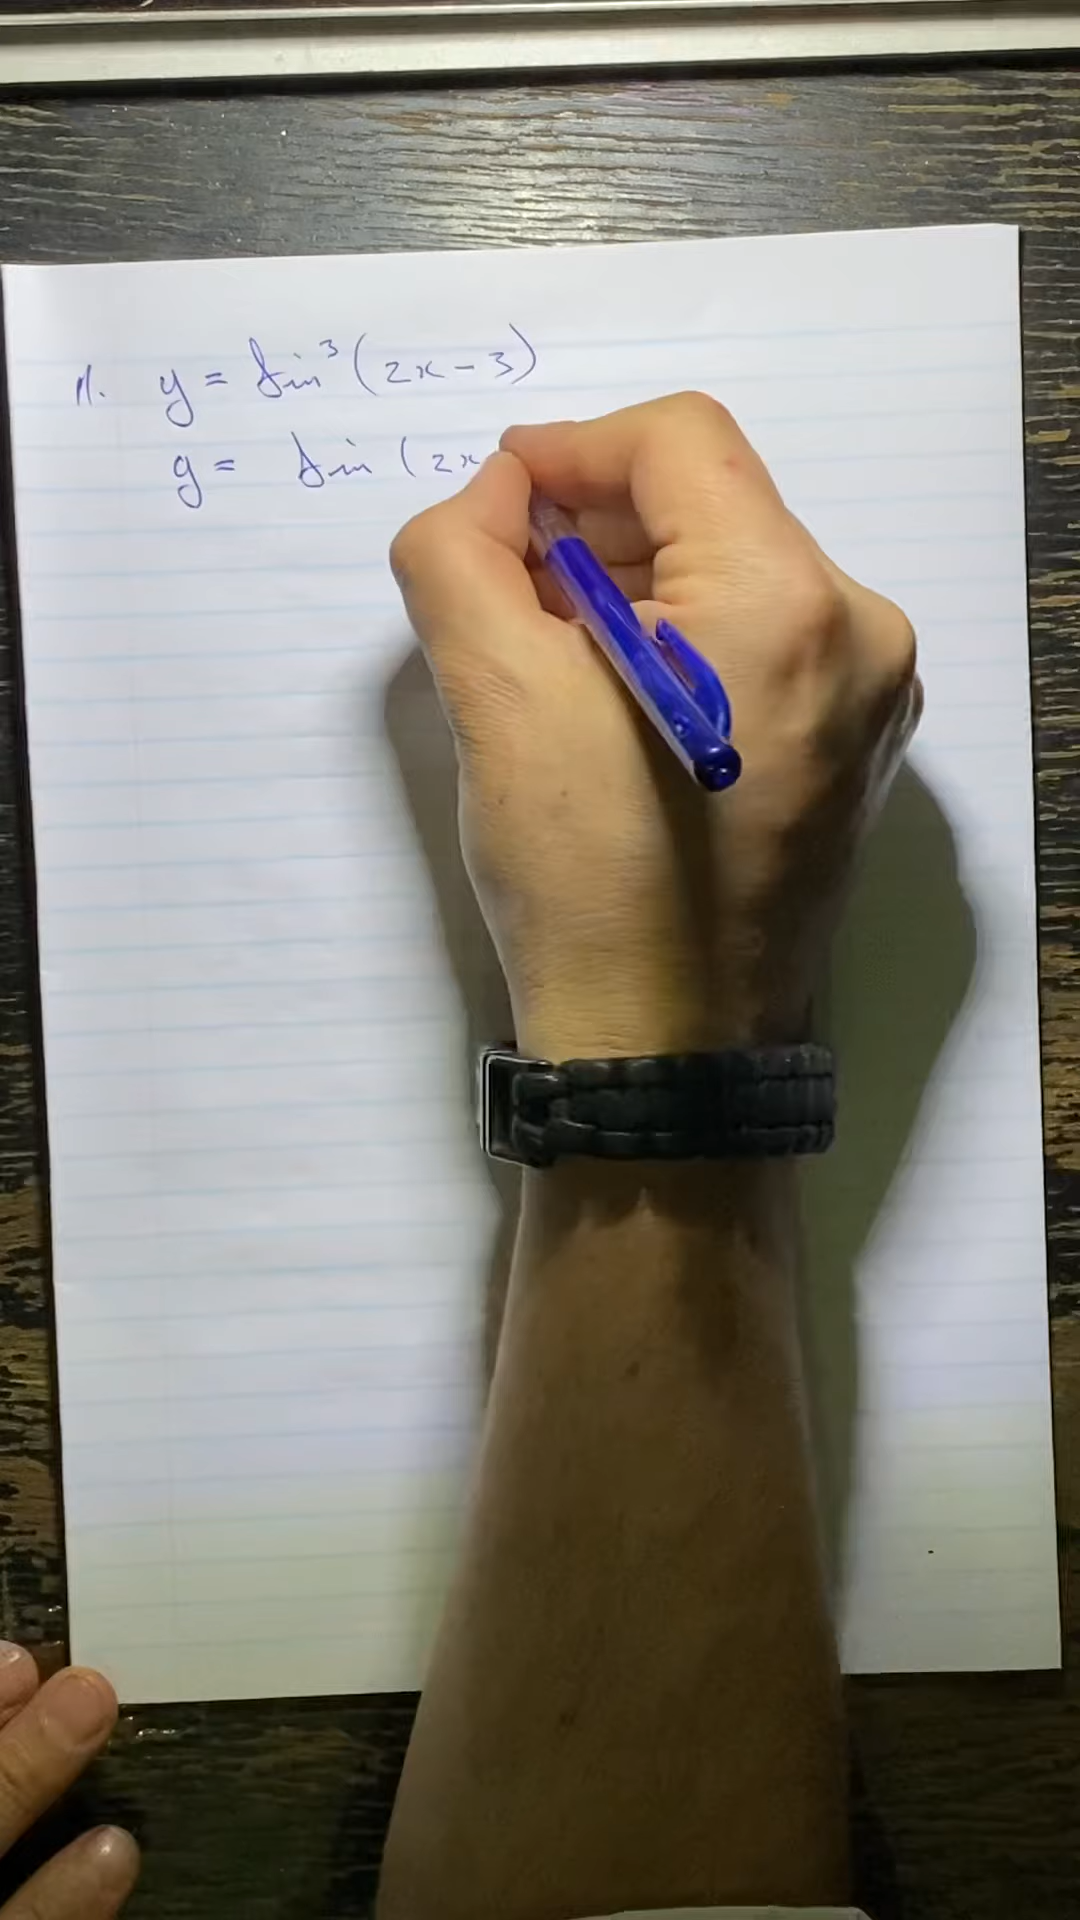 11. y = sin³(2x-3)
y = sin (2x